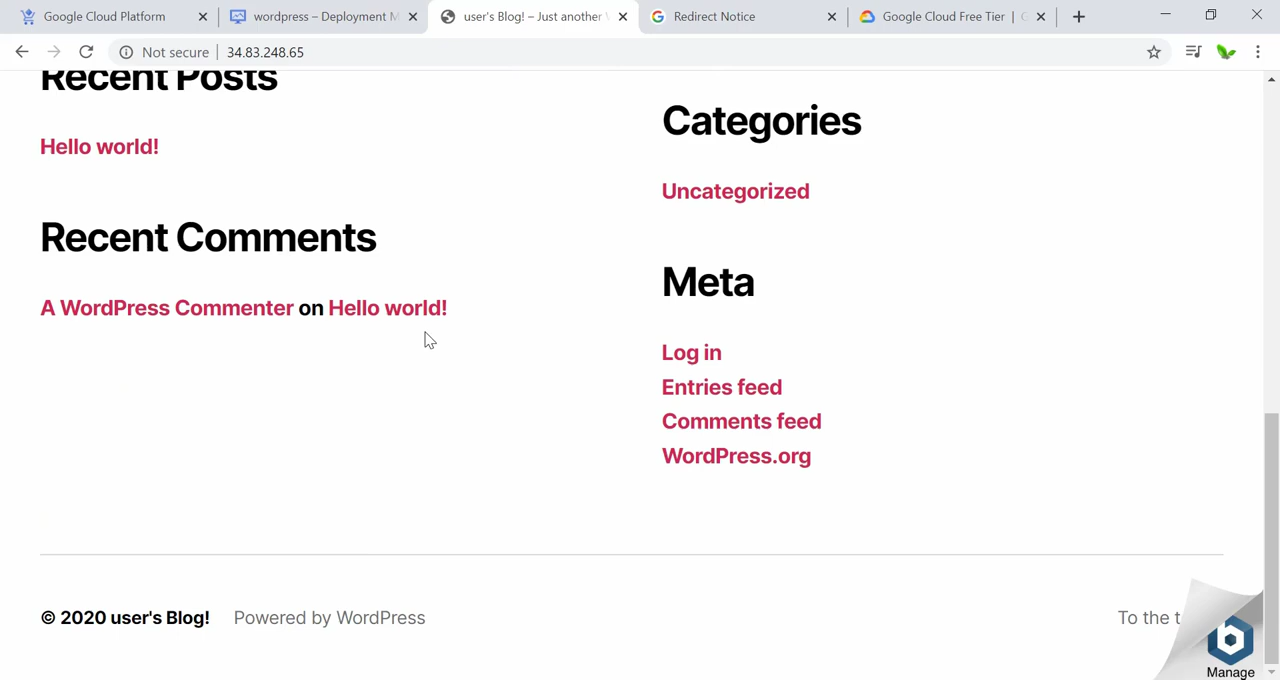 Google Cloud Platform
wordpress – Deployment M
user's Blog! – Just another
Redirect Notice
Google Cloud Free Tier |
Not secure
34.83.248.65
Recent Posts
Hello world!
Recent Comments
A WordPress Commenter on Hello world!
Categories
Uncategorized
Meta
Log in
Entries feed
Comments feed
WordPress.org
© 2020 user's Blog!
Powered by WordPress
To the t
Manage